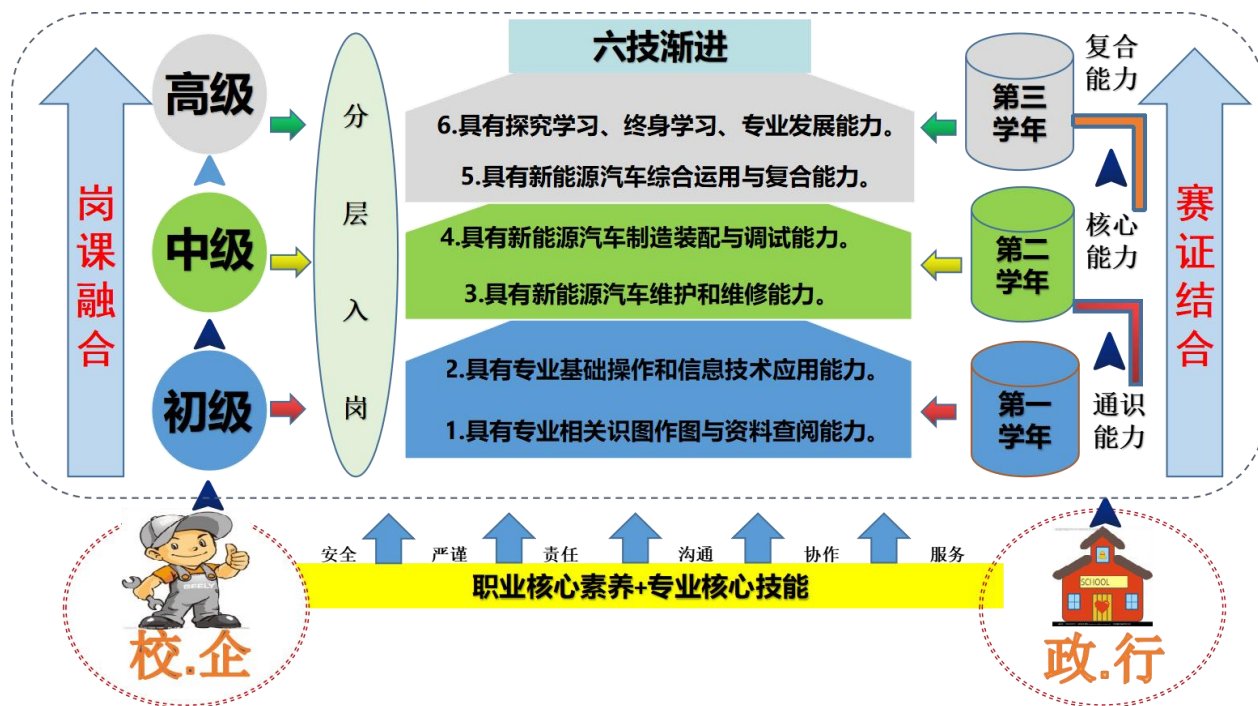 六技渐进
岗课融合
高级
中级
初级
分层入岗
6.具有探究学习、终身学习、专业发展能力。
5.具有新能源汽车综合运用与复合能力。
4.具有新能源汽车制造装配与调试能力。
3.具有新能源汽车维护和维修能力。
2.具有专业基础操作和信息技术应用能力。
1.具有专业相关识图作图与资料查阅能力。
第三
学年
第二
学年
第一
学年
复合
能力
核心
能力
通识
能力
赛证结合
安全
严谨
责任
沟通
协作
服务
职业核心素养+专业核心技能
GEELY
校.企
SCHOOL
政.行